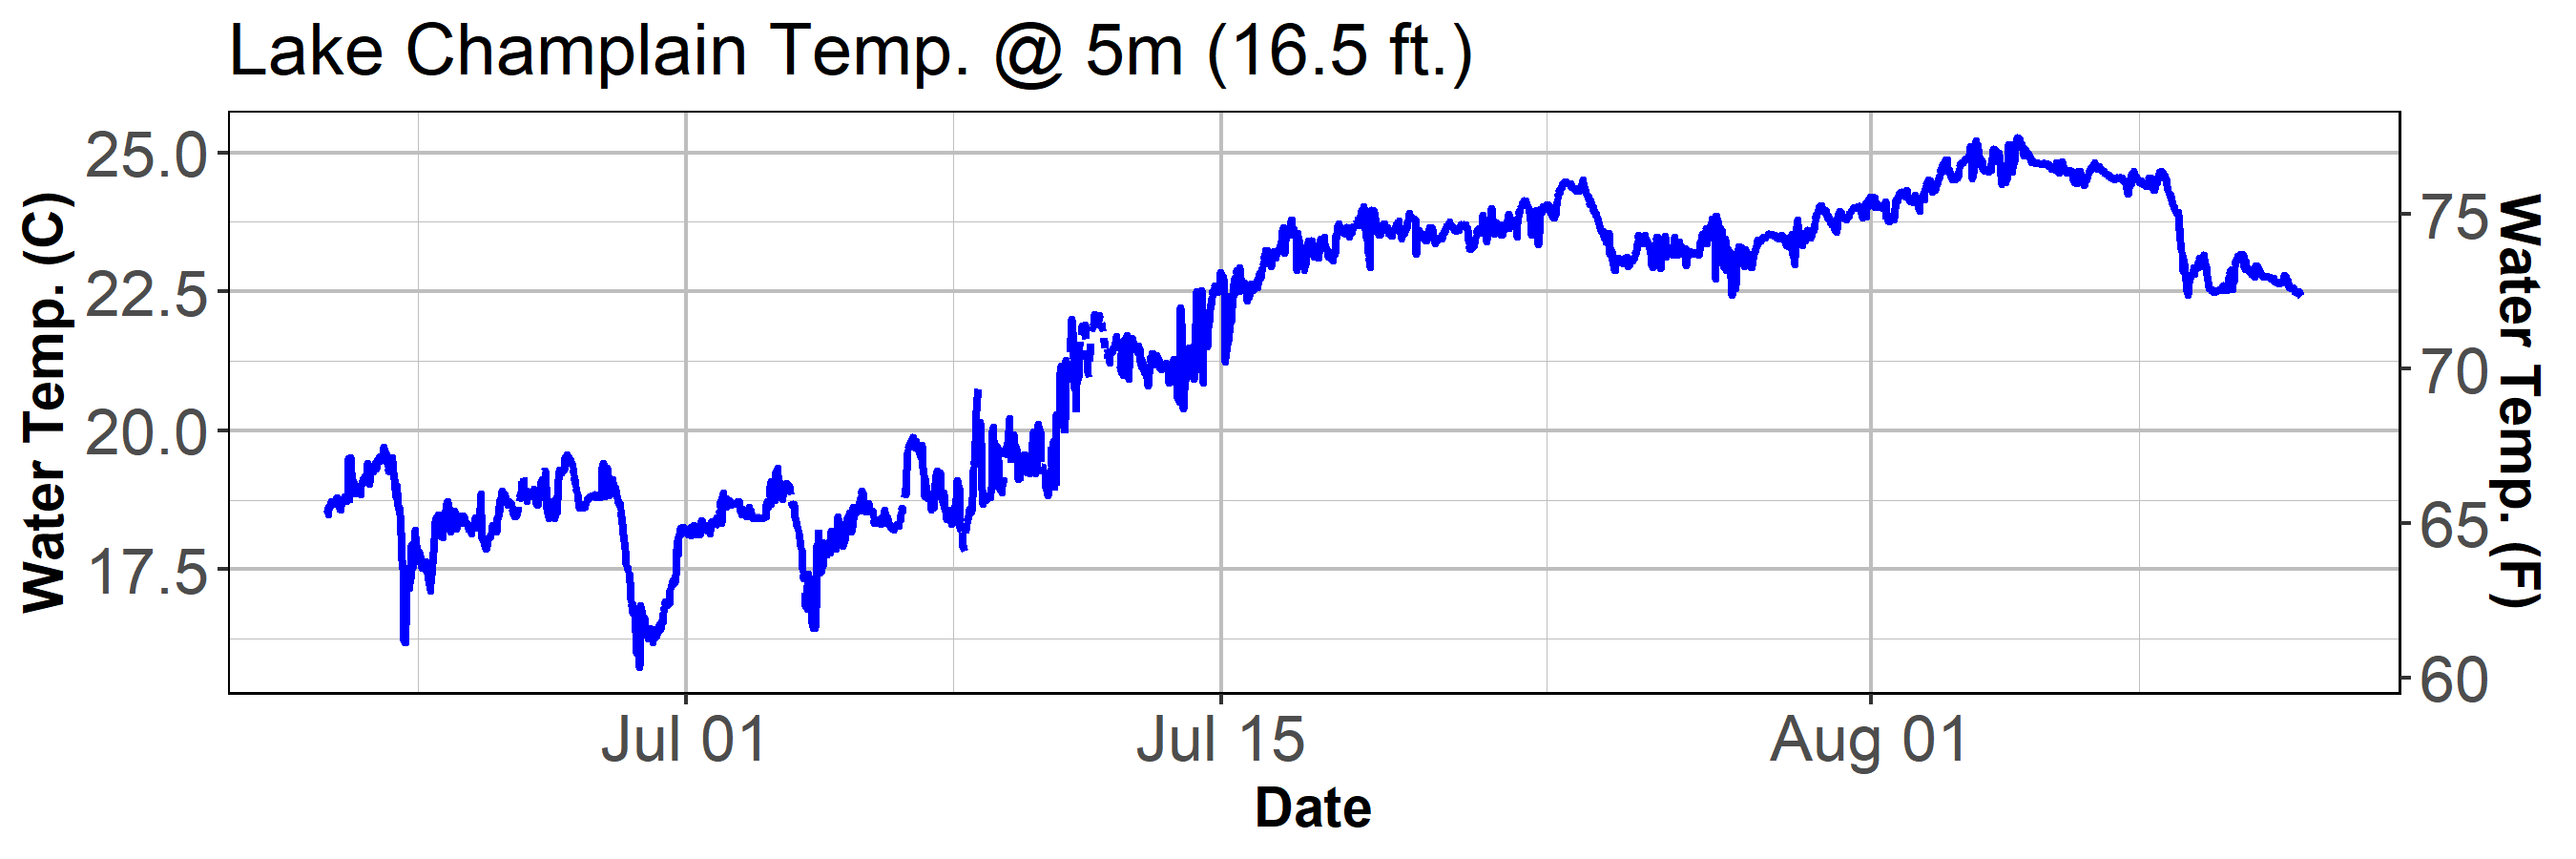 Lake Champlain Temp. @ 5m (16.5 ft.)
Water Temp. (C)
25.0
22.5
20.0
17.5
75
70
65
60
Water Temp. (F)
Jul 01
Jul 15
Aug 01
Date